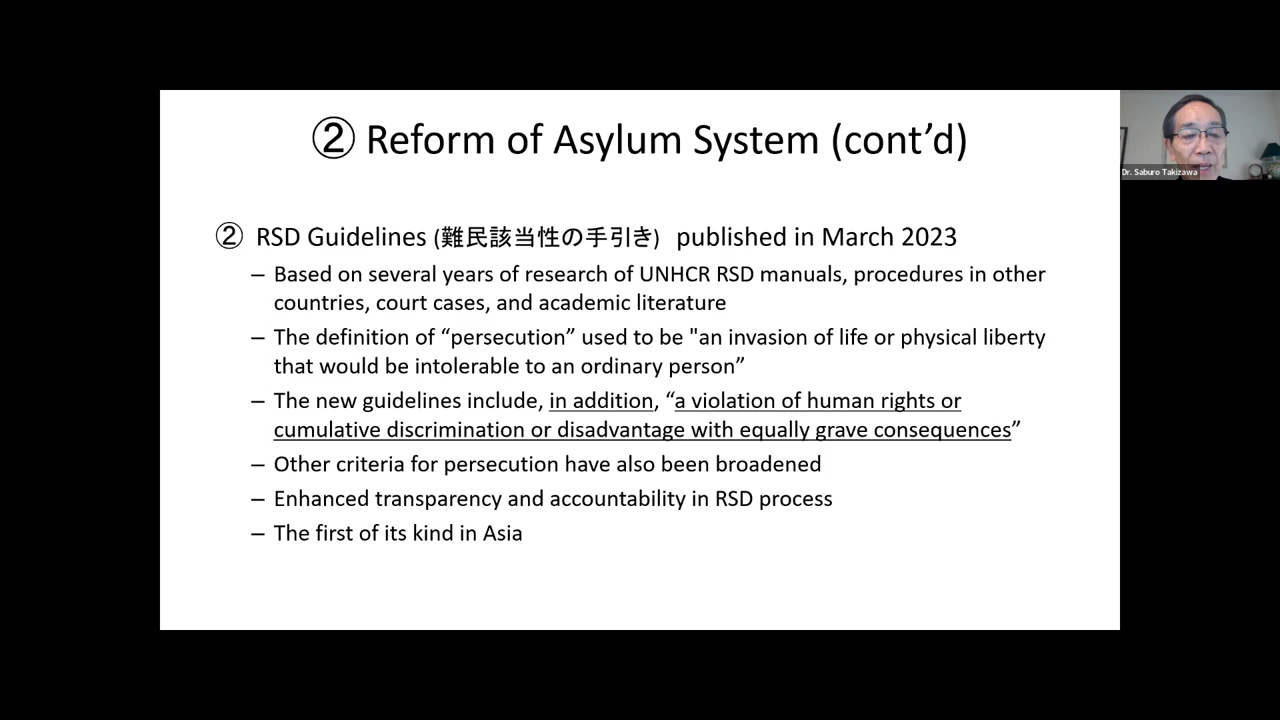 ② Reform of Asylum System (cont’d)
② RSD Guidelines (難民該当性の手引き) published in March 2023
– Based on several years of research of UNHCR RSD manuals, procedures in other
countries, court cases, and academic literature
– The definition of “persecution” used to be "an invasion of life or physical liberty
that would be intolerable to an ordinary person”
– The new guidelines include, in addition, “a violation of human rights or
cumulative discrimination or disadvantage with equally grave consequences”
– Other criteria for persecution have also been broadened
– Enhanced transparency and accountability in RSD process
– The first of its kind in Asia
Dr. Saburo Takizawa